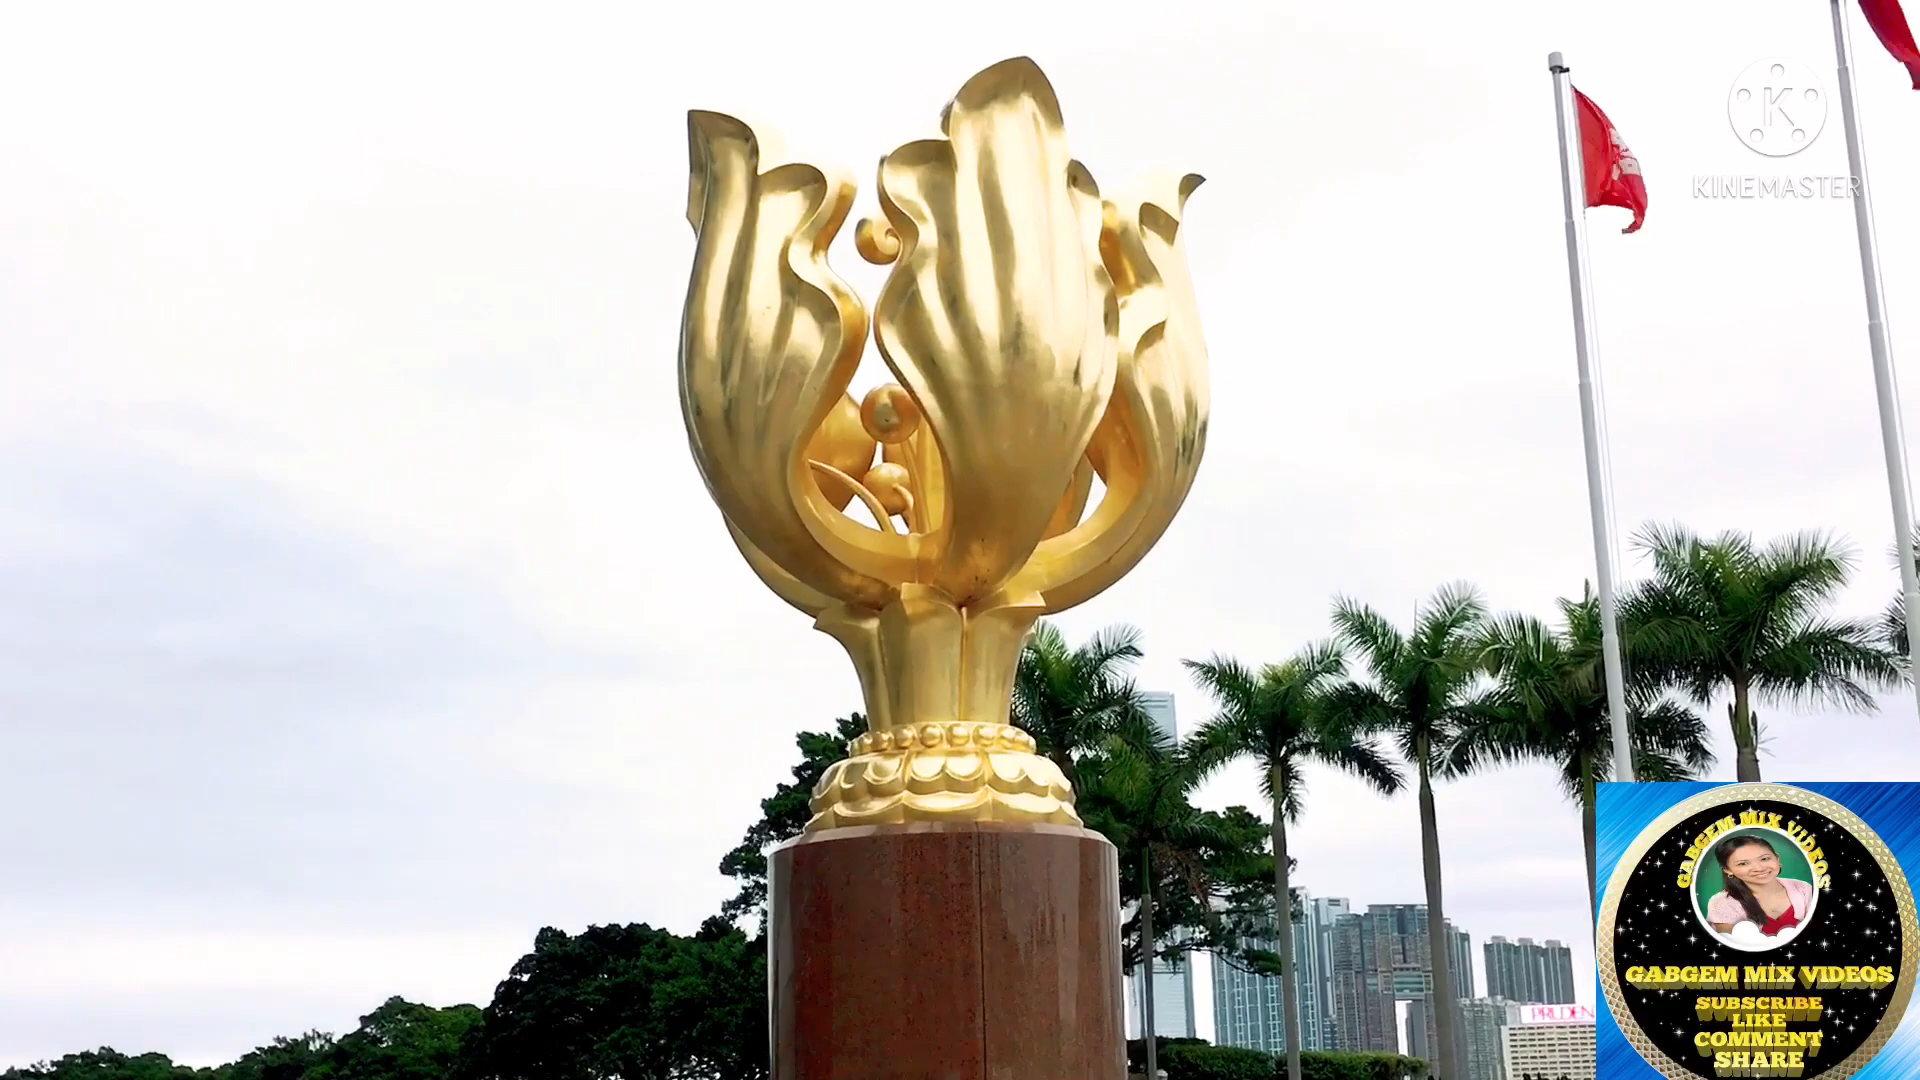 KINEMASTER
GABGEM MIX VIDEOS
GABGEM MIX VIDEOS
SUBSCRIBE
LIKE
COMMENT
SHARE